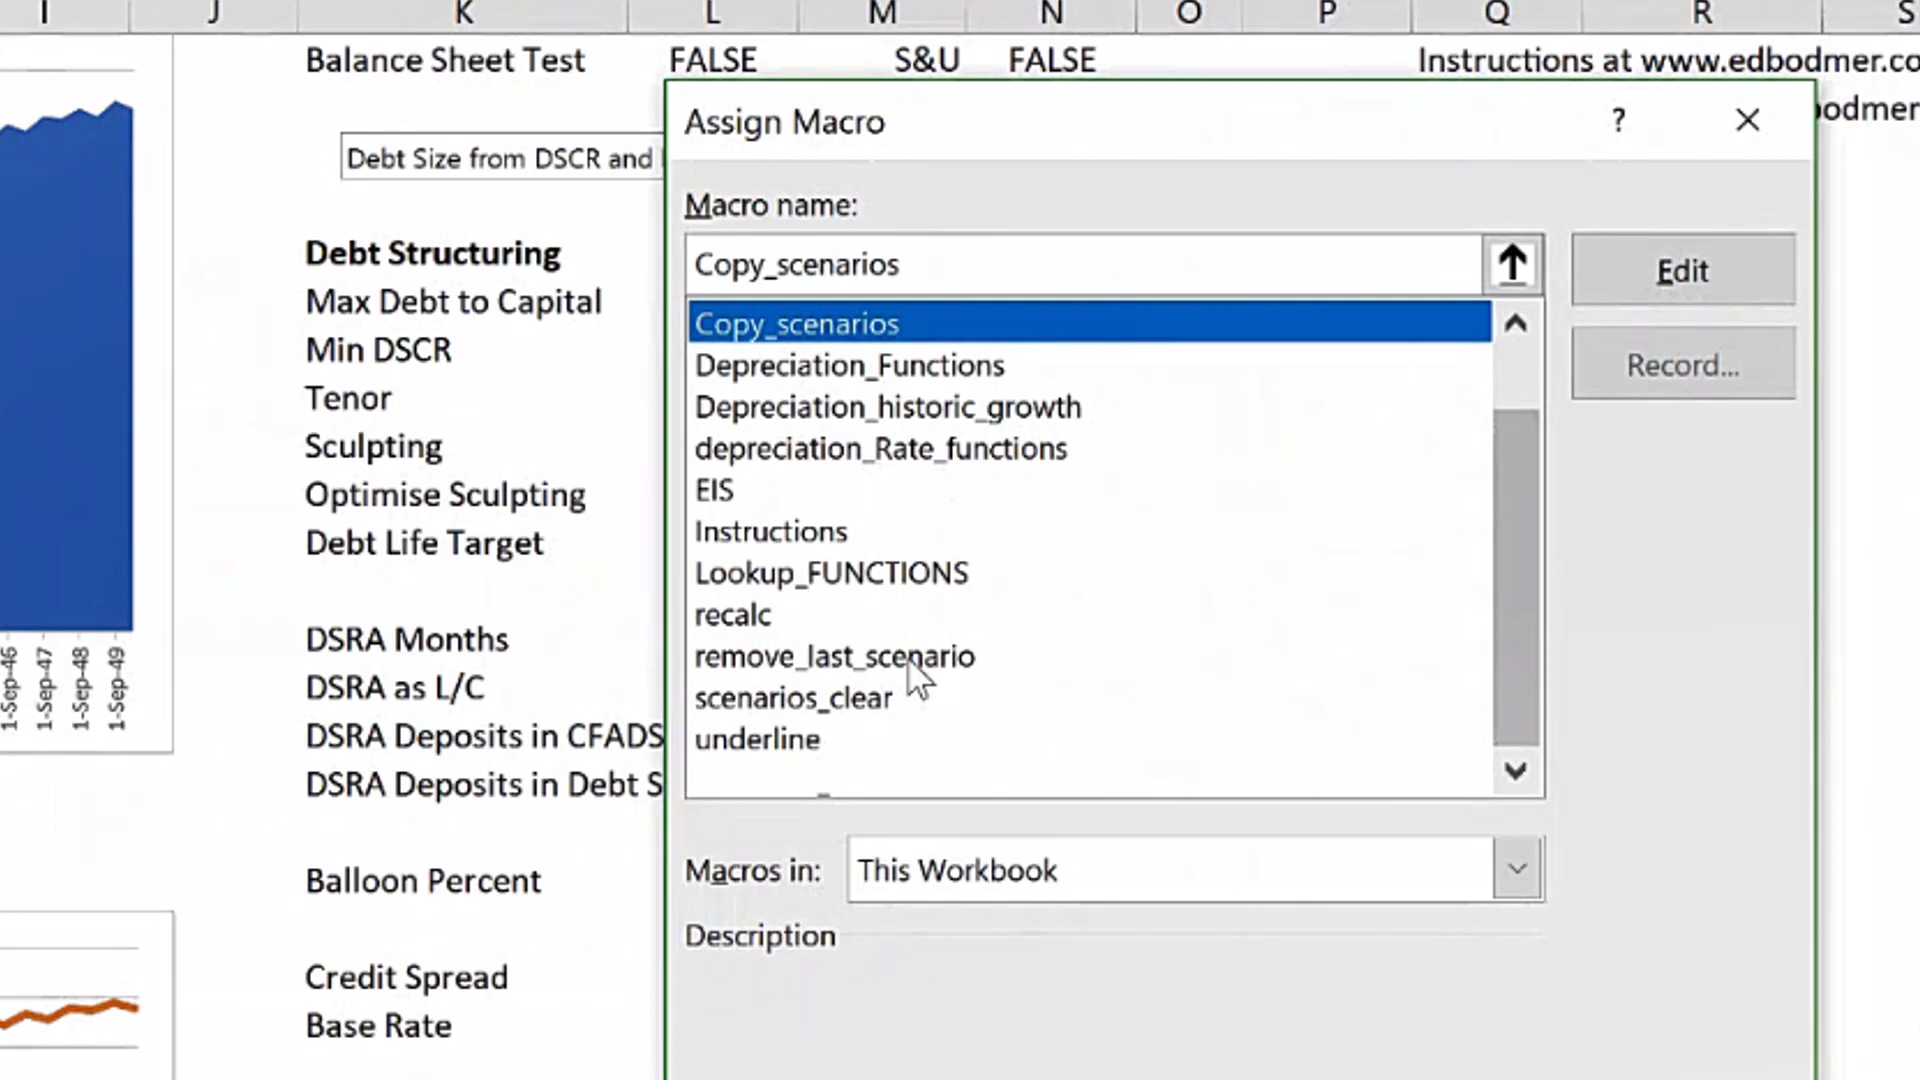 I J K L M N O P Q R S
Balance Sheet Test FALSE S&U FALSE Instructions at www.edbodmer.co
Assign Macro ? bodmer
Debt Size from DSCR and
Macro name:
Copy_scenarios
Edit
Debt Structuring
Copy_scenarios
Max Debt to Capital
Depreciation_Functions
Record...
Min DSCR
Depreciation_historic_growth
Tenor
depreciation_Rate_functions
Sculpting
EIS
Optimise Sculpting
Instructions
Debt Life Target
Lookup_FUNCTIONS
recalc
DSRA Months
remove_last_scenario
DSRA as L/C
scenarios_clear
DSRA Deposits in CFADS
underline
DSRA Deposits in Debt S
1-Sep-46
1-Sep-47
1-Sep-48
1-Sep-49
Macros in: This Workbook
Balloon Percent
Description
Credit Spread
Base Rate